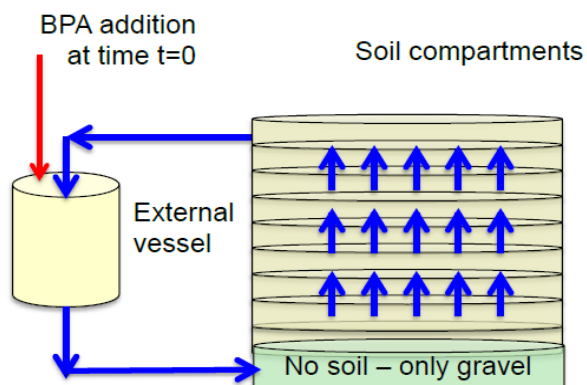 BPA addition
at time t=0
Soil compartments
External
vessel
No soil – only gravel